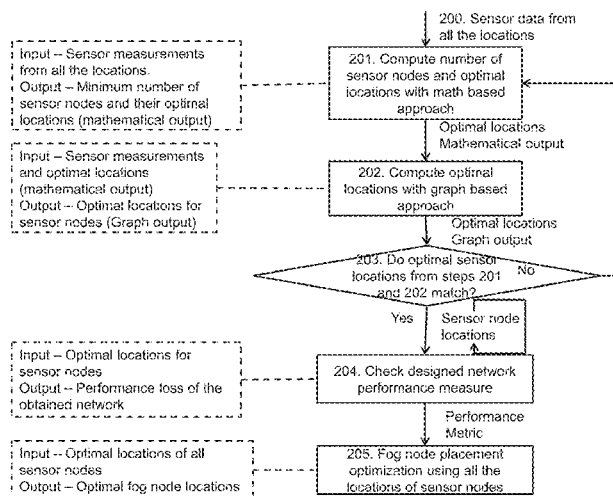 200. Sensor data from
all the locations
Input – Sensor measurements
from all the locations.
Output – Minimum number of
sensor nodes and their optimal
locations (mathematical output)
201. Compute number of
sensor nodes and optimal
locations with math based
approach
Optimal locations
Mathematical output
Input – Sensor measurements
and optimal locations
(mathematical output)
Output – Optimal locations for
sensor nodes (Graph output)
202. Compute optimal
locations with graph based
approach
Optimal locations
Graph output
203. Do optimal sensor
locations from steps 201
and 202 match?
No
Yes
Sensor node
locations
Input – Optimal locations for
sensor nodes
Output – Performance loss of the
obtained network
204. Check designed network
performance measure
Performance
Metric
Input – Optimal locations of all
sensor nodes
Output – Optimal fog node locations
205. Fog node placement
optimization using all the
locations of sensor nodes